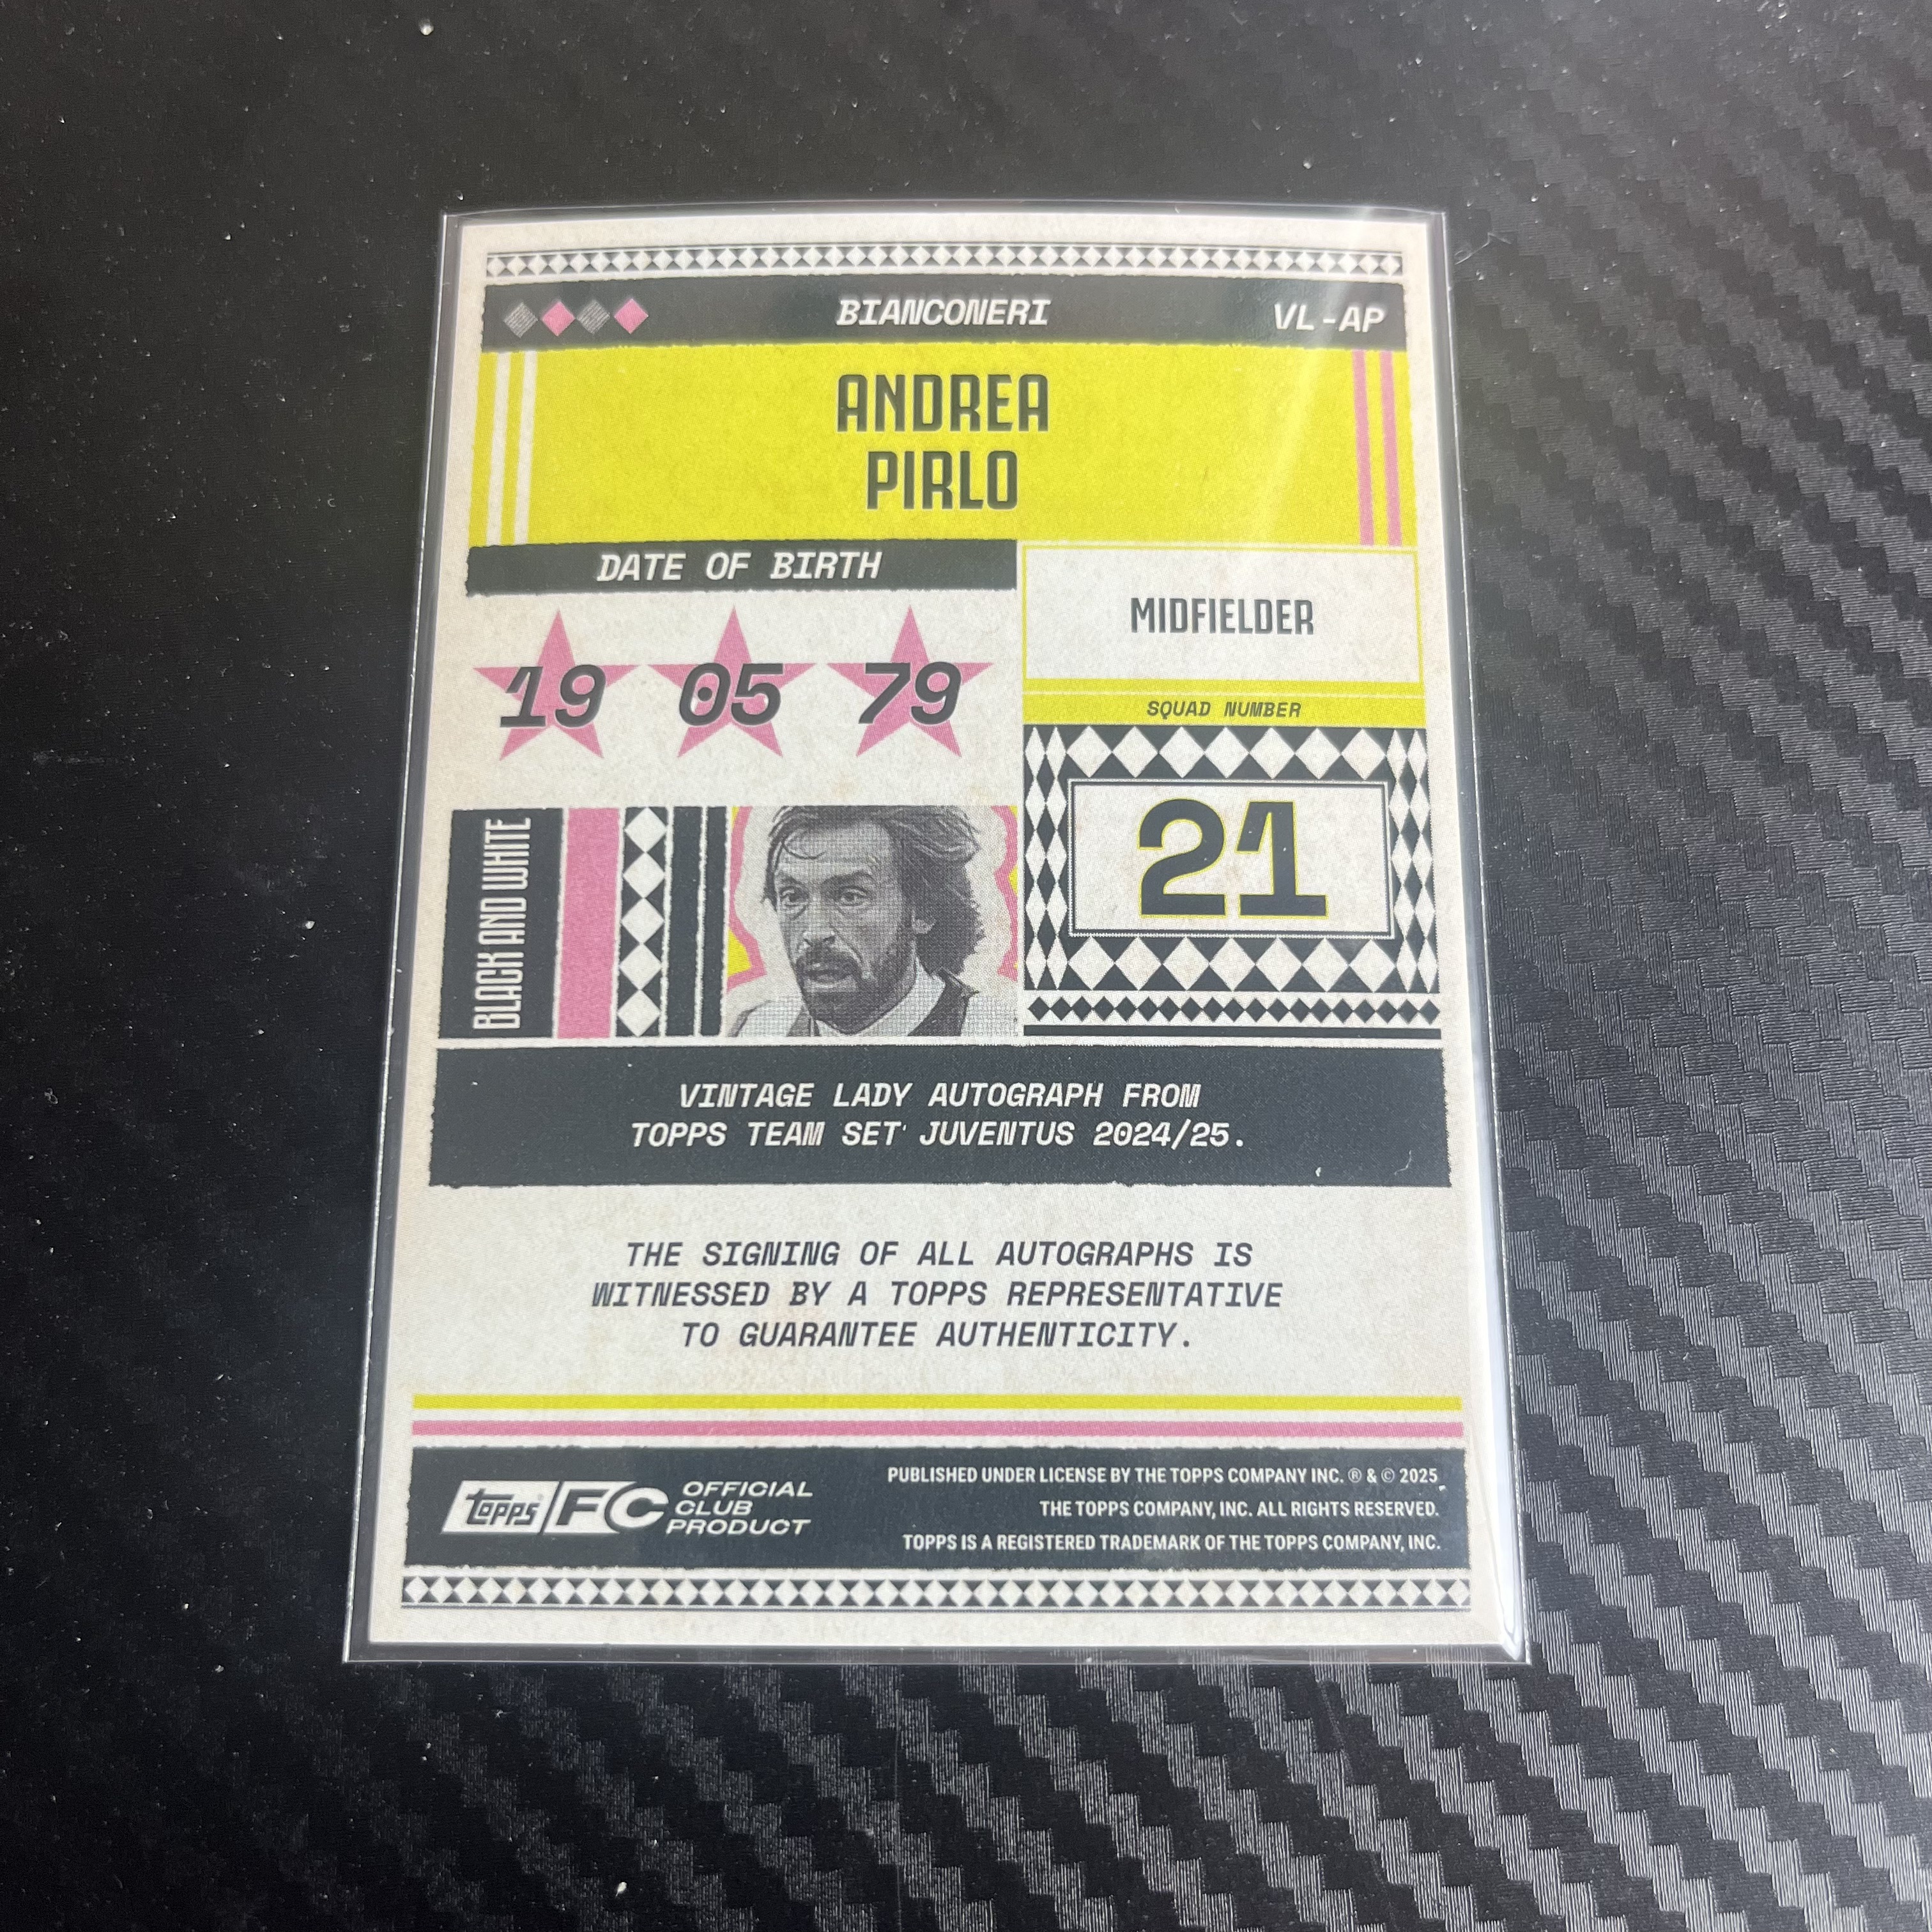 BIANCONERI
VL-AP
ANDREA
PIRLO
DATE OF BIRTH
19 05 79
MIDFIELDER
SQUAD NUMBER
21
BLACK AND WHITE
VINTAGE LADY AUTOGRAPH FROM
TOPPS TEAM SET JUVENTUS 2024/25.
THE SIGNING OF ALL AUTOGRAPHS IS
WITNESSED BY A TOPPS REPRESENTATIVE
TO GUARANTEE AUTHENTICITY.
topps FC
OFFICIAL
CLUB
PRODUCT
PUBLISHED UNDER LICENSE BY THE TOPPS COMPANY INC. ® & © 2025
THE TOPPS COMPANY, INC. ALL RIGHTS RESERVED.
TOPPS IS A REGISTERED TRADEMARK OF THE TOPPS COMPANY, INC.